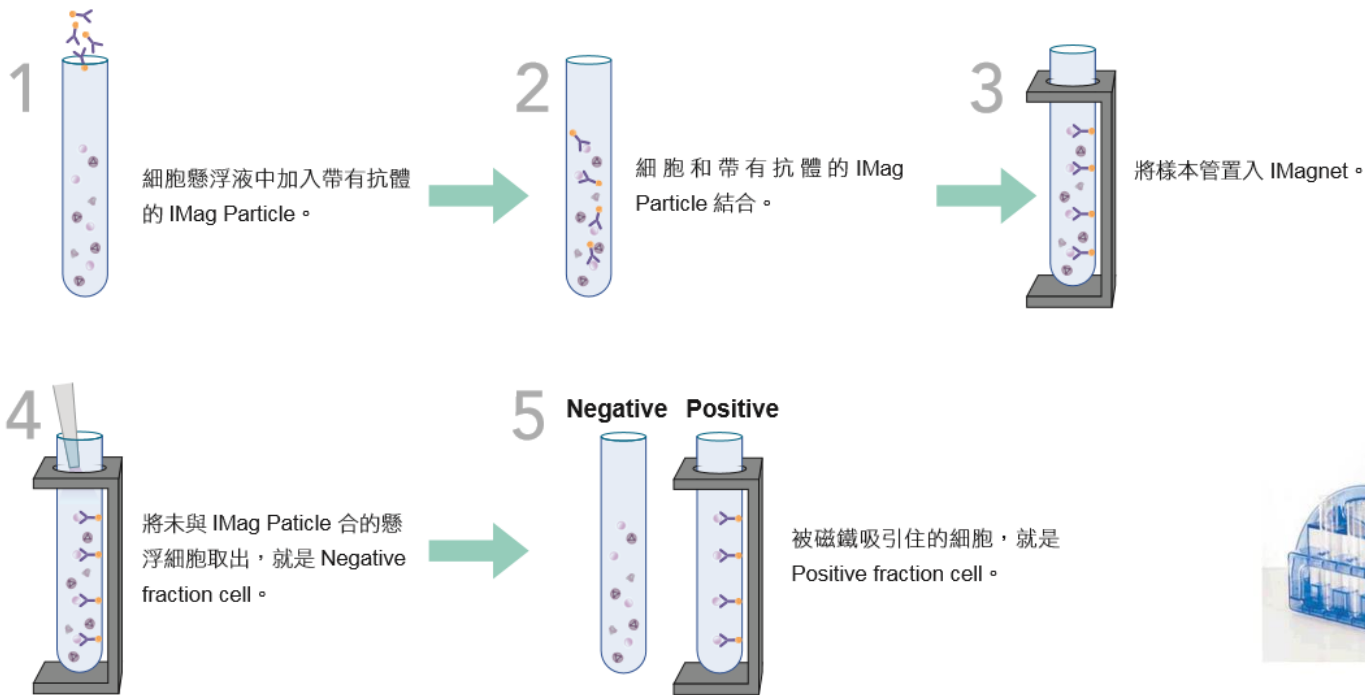 1
細胞懸浮液中加入帶有抗體
的 IMag Particle。
2
細胞和帶有抗體的 IMag
Particle 結合。
3
將樣本管置入 IMagnet。
4
將未與 IMag Paticle 合的懸
浮細胞取出，就是 Negative
fraction cell。
5
Negative Positive
被磁鐵吸引住的細胞，就是
Positive fraction cell。